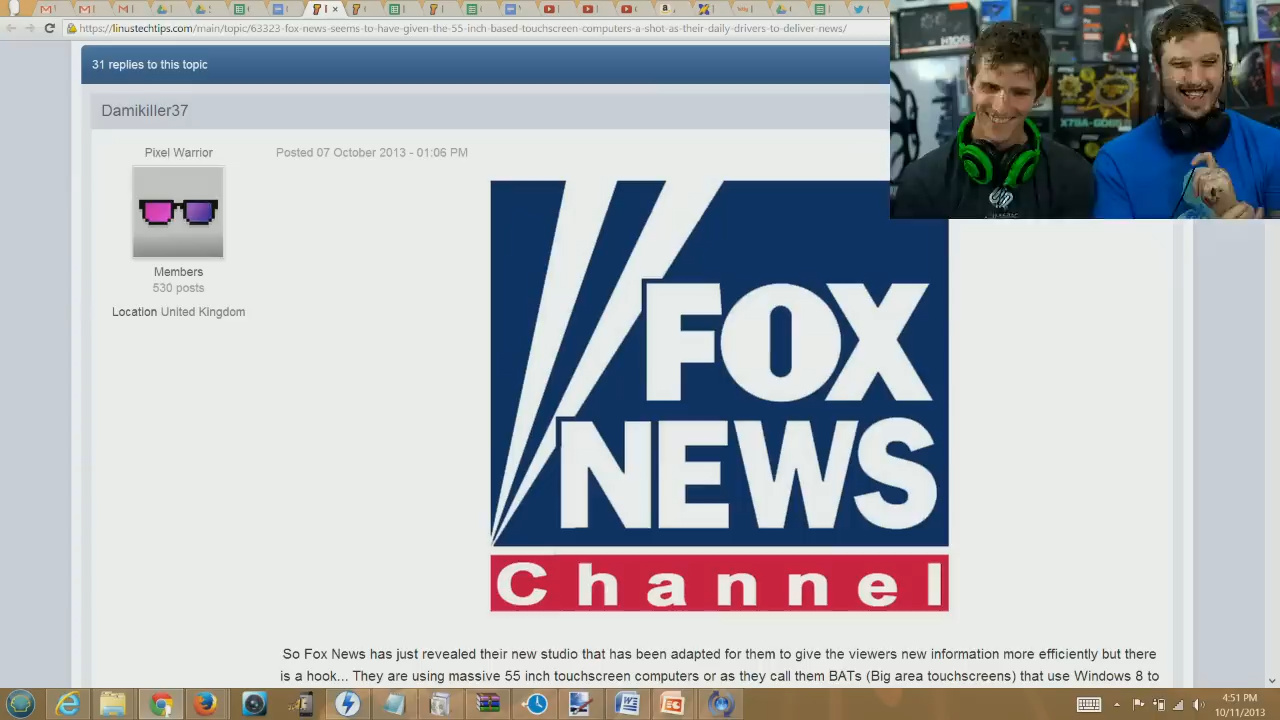 https://linustechtips.com/main/topic/63323-fox-news-seems-to-have-given-the-55-inch-based-touchscreen-computers-a-shot-as-their-daily-drivers-to-deliver-news/
31 replies to this topic
Damikiller37
Pixel Warrior
Posted 07 October 2013 - 01:06 PM
Members
530 posts
Location United Kingdom
FOX
NEWS
Channel
So Fox News has just revealed their new studio that has been adapted for them to give the viewers new information more efficiently but there
is a hook... They are using massive 55 inch touchscreen computers or as they call them BATs (Big area touchscreens) that use Windows 8 to
4:51 PM
10/11/2013